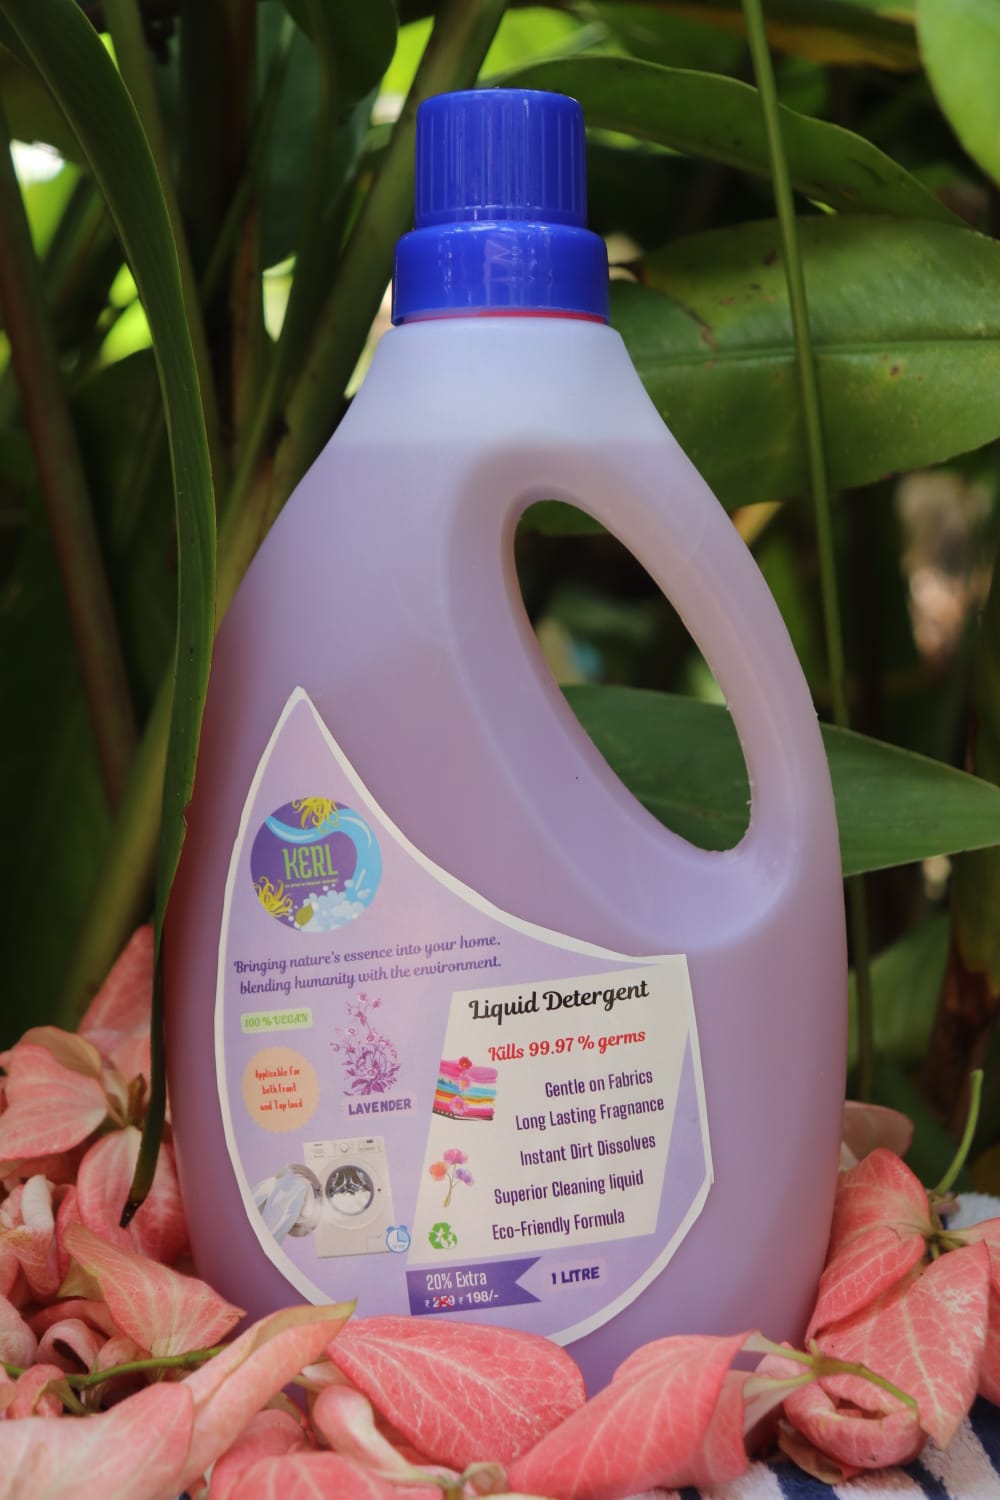 KERL
Bringing nature's essence into your home,
blending humanity with the environment.
100 % VEGAN
Applicable For
both Front
and Top load
LAVENDER
Liquid Detergent
Kills 99.97 % germs
Gentle on Fabrics
Long Lasting Fragnance
Instant Dirt Dissolves
Superior Cleaning liquid
Eco-Friendly Formula
20% Extra
₹ 259 ₹ 198/-
1 LITRE